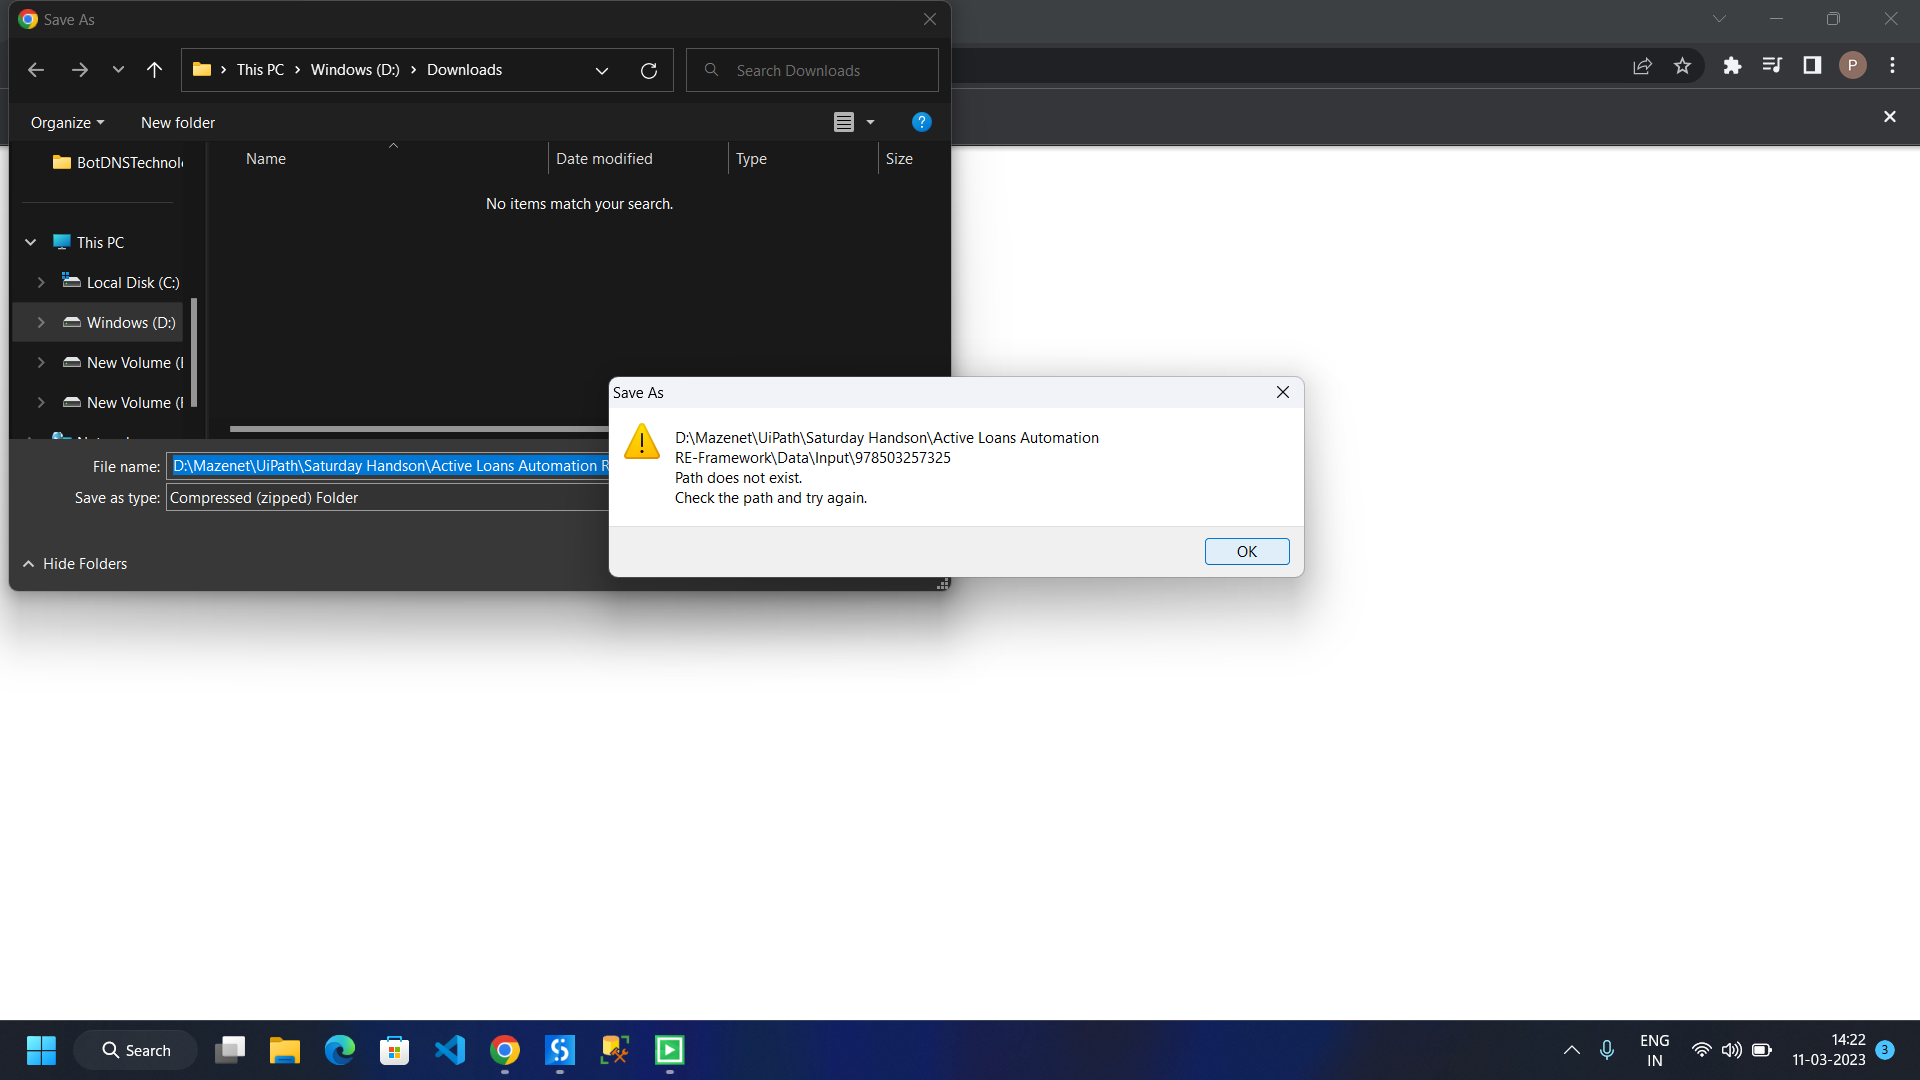 Save As
This PC
Windows (D:)
Downloads
Search Downloads
P
Organize
New folder
?
Name
Date modified
Type
Size
No items match your search.
This PC
Local Disk (C:)
Windows (D:)
New Volume
New Volume
Save As
D:\Mazenet\UiPath\Saturday Handson\Active Loans Automation
RE-Framework\Data\Input\978503257325
Path does not exist.
Check the path and try again.
OK
File name:
D:\Mazenet\UiPath\Saturday Handson\Active Loans Automation R
Save as type:
Compressed (zipped) Folder
Hide Folders
Search
ENG
IN
14:22
11-03-2023
3